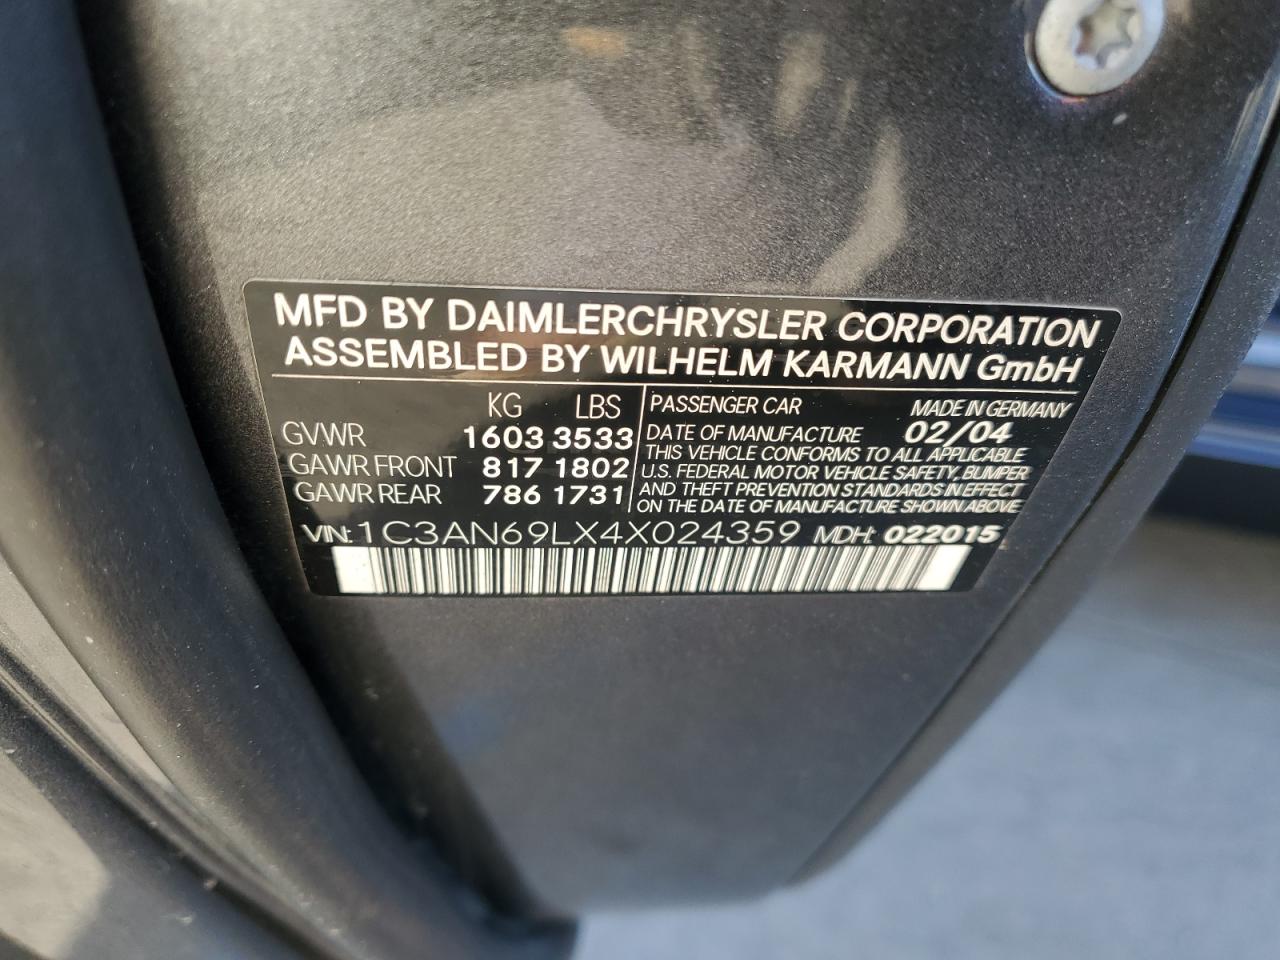 MFD BY DAIMLERCHRYSLER CORPORATION
ASSEMBLED BY WILHELM KARMANN GmbH
KG LBS
GVWR 1603 3533
GAWR FRONT 817 1802
GAWR REAR 786 1731
PASSENGER CAR MADE IN GERMANY
DATE OF MANUFACTURE 02/04
THIS VEHICLE CONFORMS TO ALL APPLICABLE
U.S. FEDERAL MOTOR VEHICLE SAFETY, BUMPER
AND THEFT PREVENTION STANDARDS IN EFFECT
ON THE DATE OF MANUFACTURE SHOWN ABOVE
VIN: 1C3AN69LX4X024359 MDH: 022015